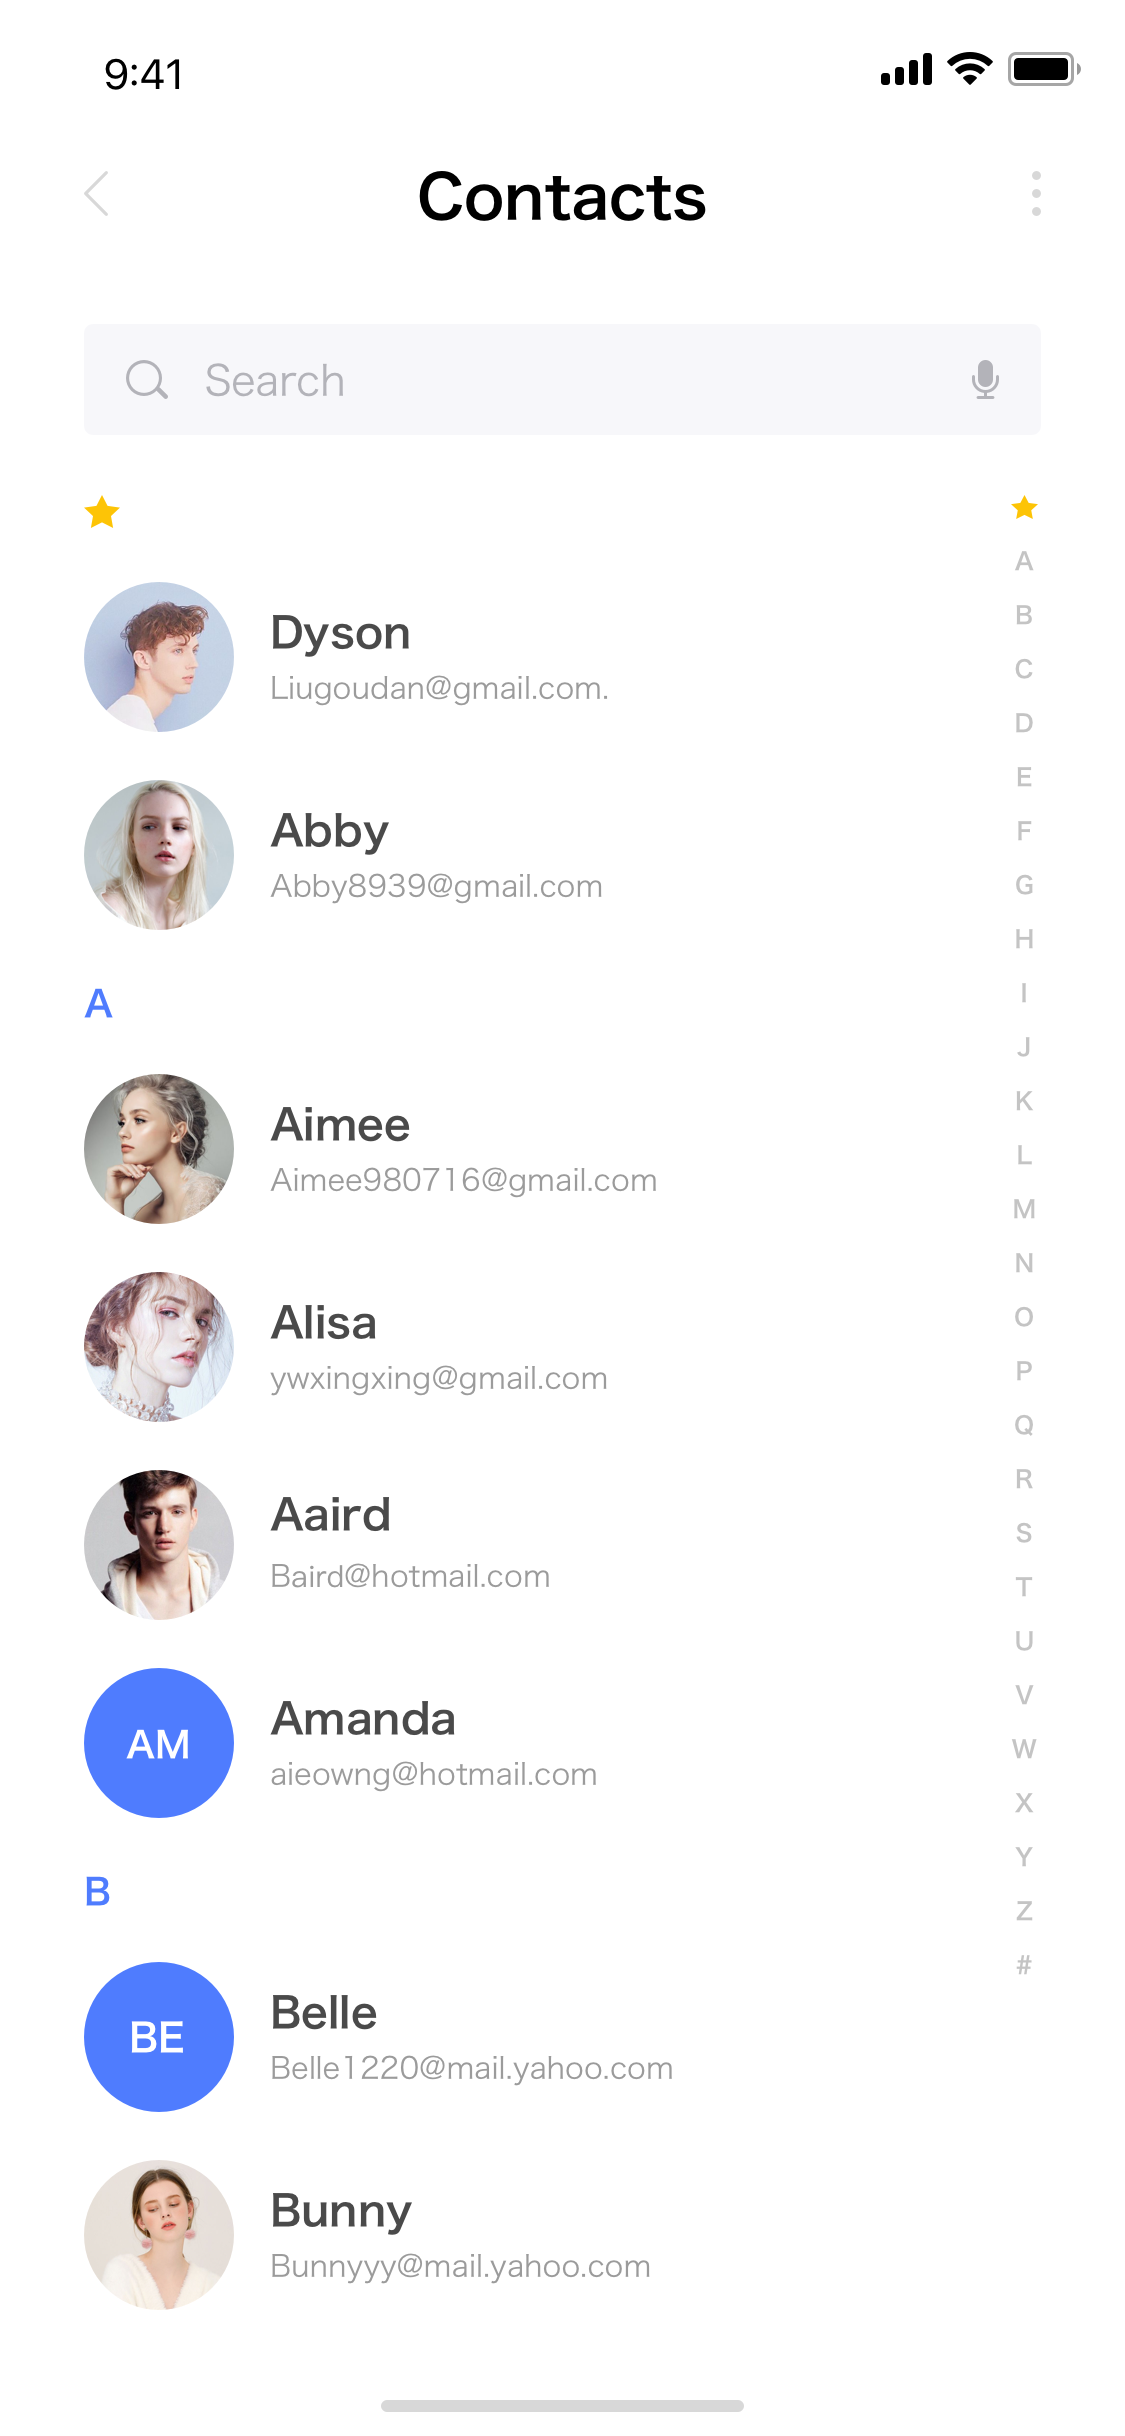 9:41
Contacts
Search
Dyson
Liugoudan@gmail.com.
Abby
Abby8939@gmail.com
A
Aimee
Aimee980716@gmail.com
Alisa
ywxingxing@gmail.com
Aaird
Baird@hotmail.com
AM
Amanda
aieowng@hotmail.com
B
BE
Belle
Belle1220@mail.yahoo.com
Bunny
Bunnyyy@mail.yahoo.com
A
B
C
D
E
F
G
H
I
J
K
L
M
N
O
P
Q
R
S
T
U
V
W
X
Y
Z
#